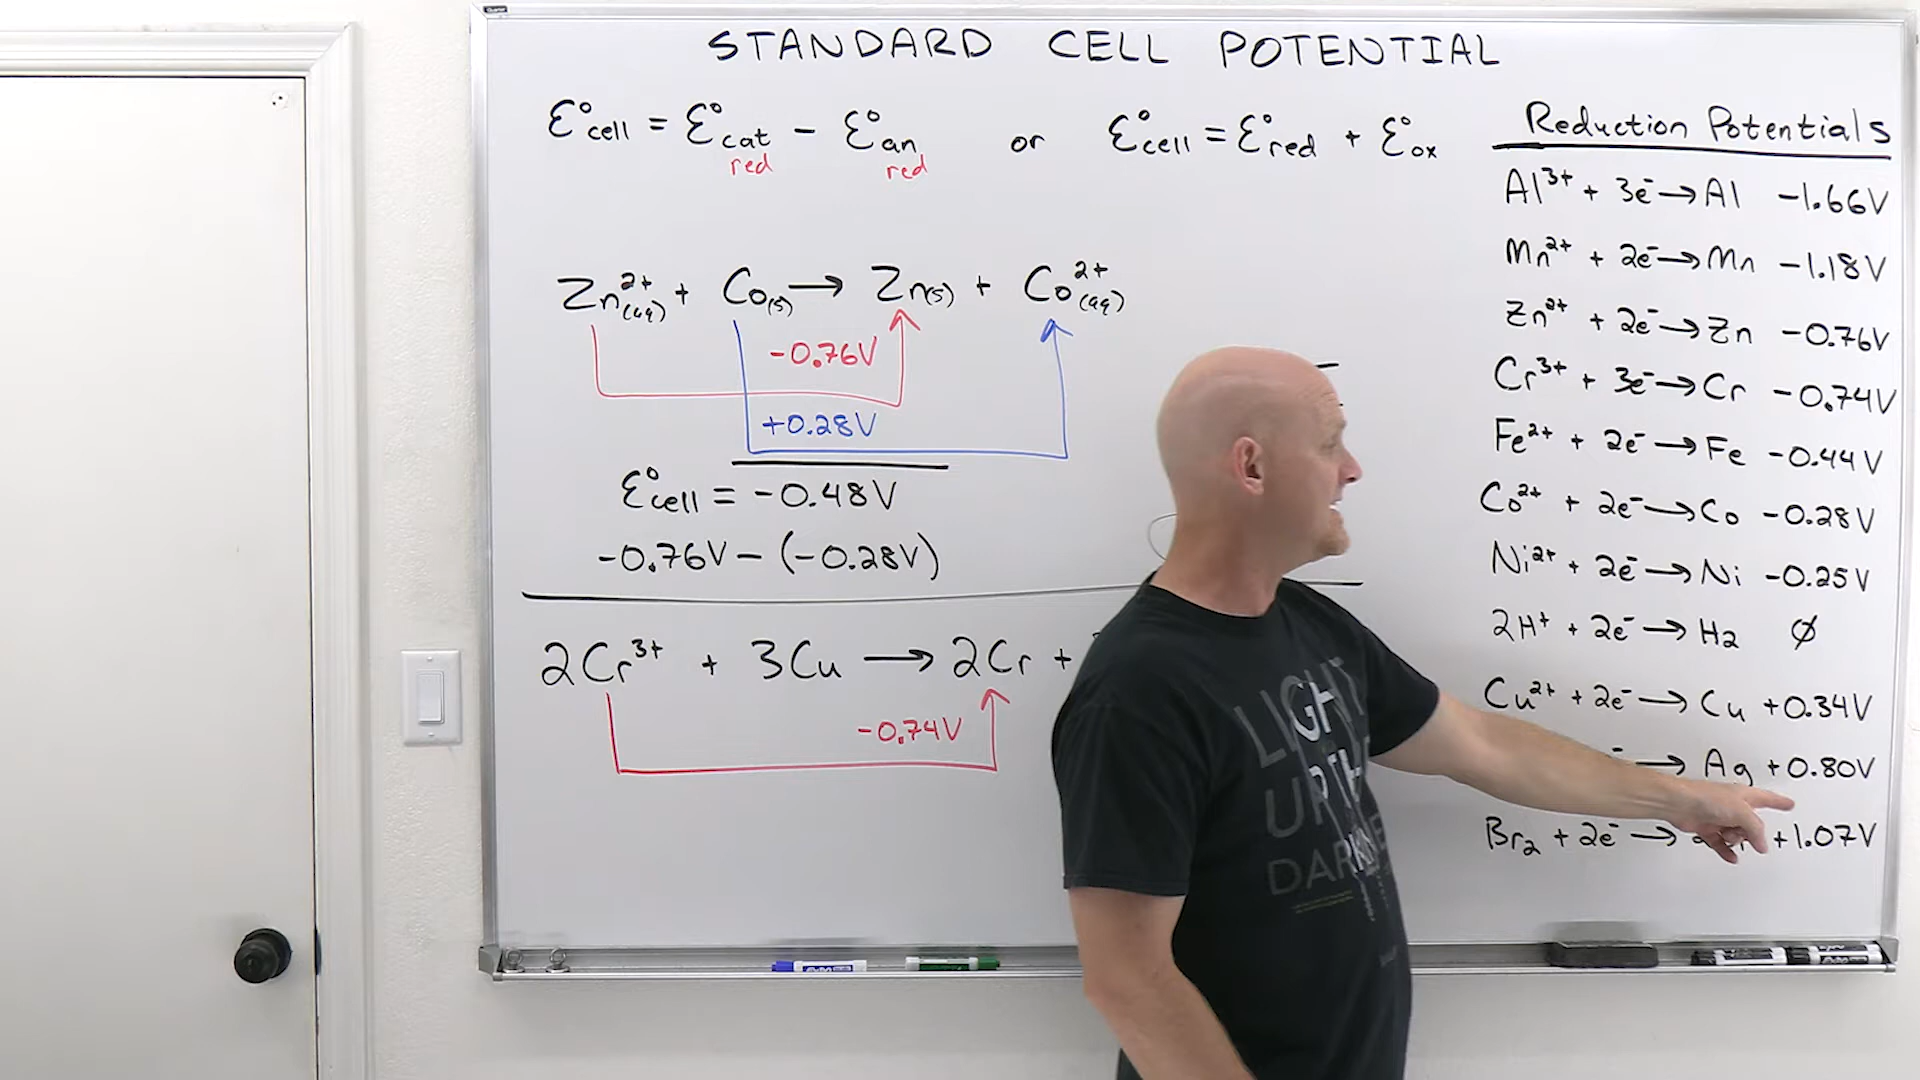 STANDARD CELL POTENTIAL
Ɛ°cell = Ɛ°cat - Ɛ°an or Ɛ°cell = Ɛ°red + Ɛ°ox
red red
Zn²⁺(aq) + Co(s) → Zn(s) + Co²⁺(aq)
-0.76V
+0.28V
Ɛ°cell = -0.48V
-0.76V - (-0.28V)
2Cr³⁺ + 3Cu → 2Cr +
-0.74V
Reduction Potentials
Al³⁺ + 3e⁻ → Al -1.66V
Mn²⁺ + 2e⁻ → Mn -1.18V
Zn²⁺ + 2e⁻ → Zn -0.76V
Cr³⁺ + 3e⁻ → Cr -0.74V
Fe²⁺ + 2e⁻ → Fe -0.44V
Co²⁺ + 2e⁻ → Co -0.28V
Ni²⁺ + 2e⁻ → Ni -0.25V
2H⁺ + 2e⁻ → H₂ ∅
Cu²⁺ + 2e⁻ → Cu +0.34V
→ Ag +0.80V
Br₂ + 2e⁻ → +1.07V
LIGHT
UP THE
DARKNE